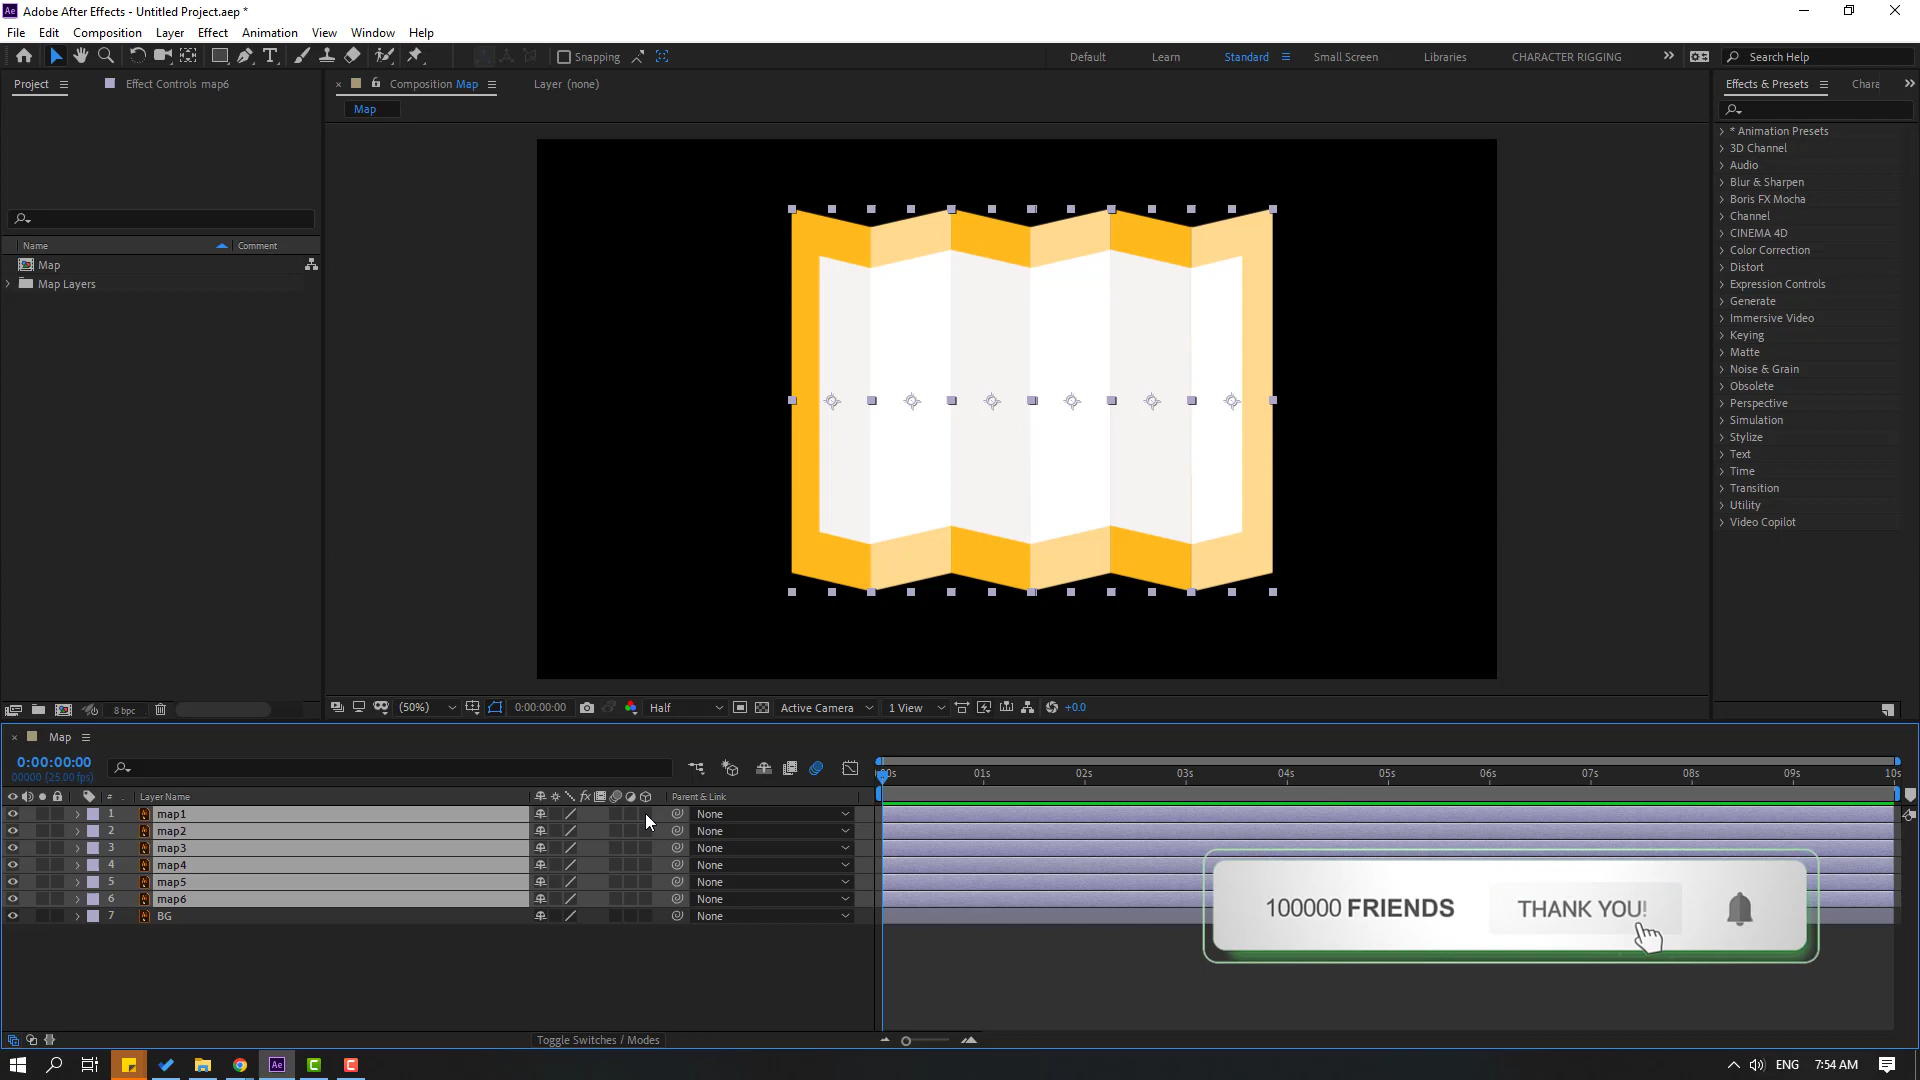 Adobe After Effects - Untitled Project.aep *
File Edit Composition Layer Effect Animation View Window Help
Snapping
Default Learn Standard Small Screen Libraries CHARACTER RIGGING
Search Help
Project
Effect Controls map6
Composition Map
Layer (none)
Effects & Presets
Chara
Map
Name Comment
Map
Map Layers
* Animation Presets
3D Channel
Audio
Blur & Sharpen
Boris FX Mocha
Channel
CINEMA 4D
Color Correction
Distort
Expression Controls
Generate
Immersive Video
Keying
Matte
Noise & Grain
Obsolete
Perspective
Simulation
Stylize
Text
Time
Transition
Utility
Video Copilot
8 bpc
(50%) 0:00:00:00 Half Active Camera 1 View +0.0
Map
0:00:00:00
00000 (25.00 fps)
00s 01s 02s 03s 04s 05s 06s 07s 08s 09s 10s
# Layer Name fx Parent & Link
1 map1 None
2 map2 None
3 map3 None
4 map4 None
5 map5 None
6 map6 None
7 BG None
100000 FRIENDS THANK YOU!
Toggle Switches / Modes
ENG 7:54 AM